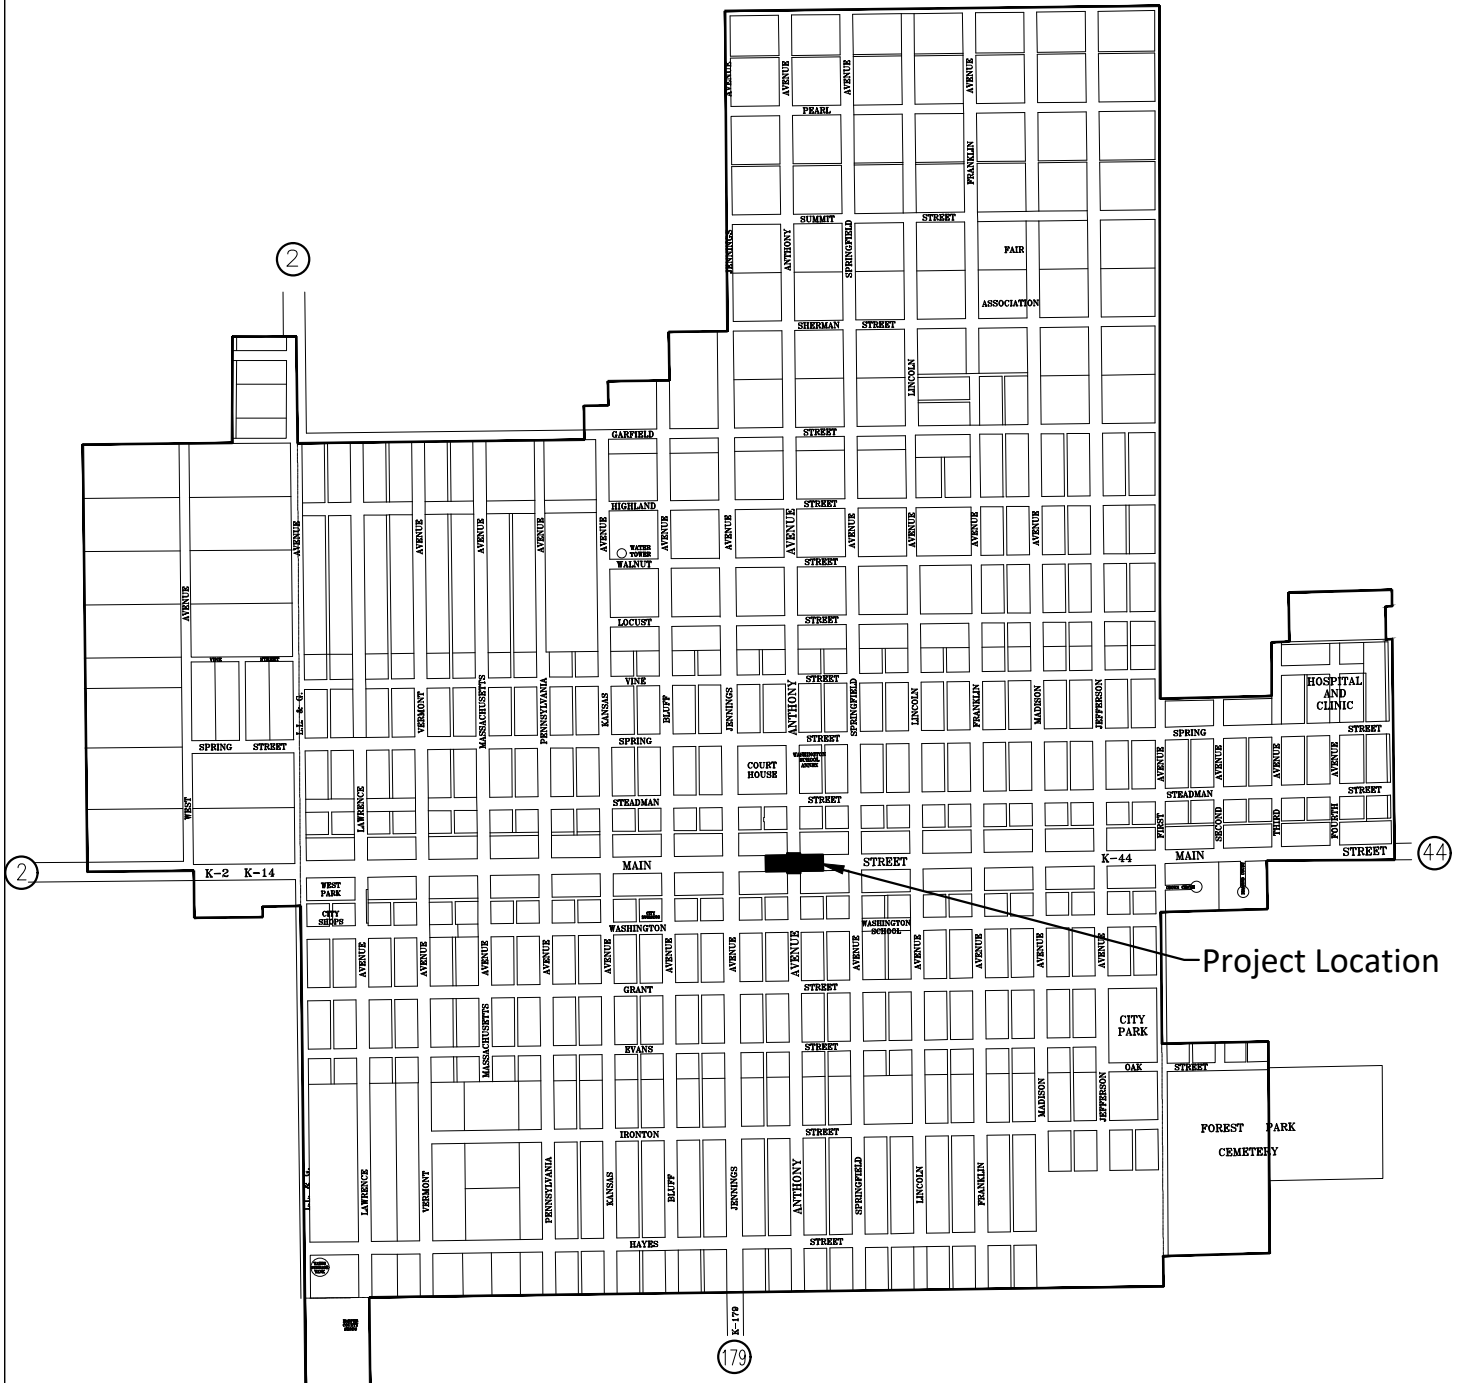 AVENUE
AVENUE
AVENUE
AVENUE
PEARL
FRANKLIN
SUMMIT
STREET
JENNINGS
ANTHONY
SPRINGFIELD
FAIR
2
ASSOCIATION
SHERMAN STREET
LINCOLN
GARFIELD
STREET
HIGHLAND
STREET
AVENUE
AVENUE
AVENUE
AVENUE
AVENUE
AVENUE
AVENUE
AVENUE
AVENUE
AVENUE
AVENUE
AVENUE
WATER
TOWER
WALNUT
STREET
AVENUE
LOCUST
STREET
VINE STREET
VINE
STREET
L.L. & G.
VERMONT
MASSACHUSETTS
PENNSYLVANIA
KANSAS
BLUFF
JENNINGS
ANTHONY
SPRINGFIELD
LINCOLN
FRANKLIN
MADISON
JEFFERSON
HOSPITAL
AND
CLINIC
SPRING STREET
SPRING
STREET
SPRING
STREET
COURT
HOUSE
WASHINGTON
SCHOOL
ANNEX
AVENUE
AVENUE
AVENUE
AVENUE
WEST
LAWRENCE
STEADMAN
STREET
STEADMAN
STREET
FIRST
SECOND
THIRD
FOURTH
2
K-2 K-14
MAIN
STREET
K-44
MAIN
STREET
44
WEST
PARK
CITY
SHOPS
WASHINGTON
WASHINGTON
SCHOOL
AVENUE
AVENUE
AVENUE
AVENUE
AVENUE
AVENUE
AVENUE
AVENUE
AVENUE
AVENUE
AVENUE
AVENUE
AVENUE
Project Location
GRANT
STREET
MASSACHUSETTS
CITY
PARK
EVANS
STREET
OAK
STREET
MADISON
JEFFERSON
IRONTON
STREET
FOREST PARK
CEMETERY
L.L. & G.
LAWRENCE
VERMONT
PENNSYLVANIA
KANSAS
BLUFF
JENNINGS
ANTHONY
SPRINGFIELD
LINCOLN
FRANKLIN
HAYES
STREET
K-179
179